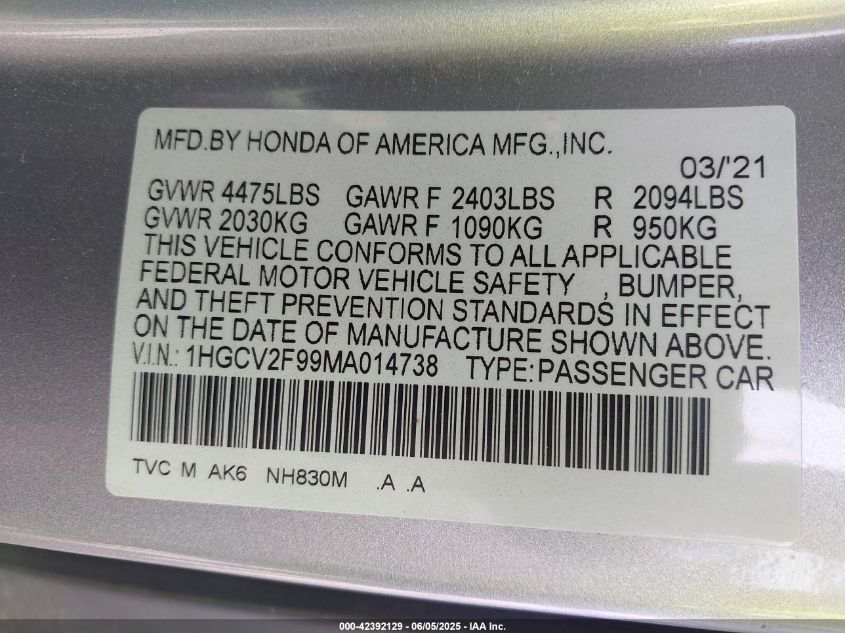 MFD.BY HONDA OF AMERICA MFG.,INC.
03/'21
GVWR 4475LBS GAWR F 2403LBS R 2094LBS
GVWR 2030KG GAWR F 1090KG R 950KG
THIS VEHICLE CONFORMS TO ALL APPLICABLE
FEDERAL MOTOR VEHICLE SAFETY , BUMPER,
AND THEFT PREVENTION STANDARDS IN EFFECT
ON THE DATE OF MANUFACTURE SHOWN ABOVE.
V.I.N.: 1HGCV2F99MA014738 TYPE:PASSENGER CAR
TVC M AK6 NH830M .A .A
000-42392129 - 06/05/2025 - IAA Inc.